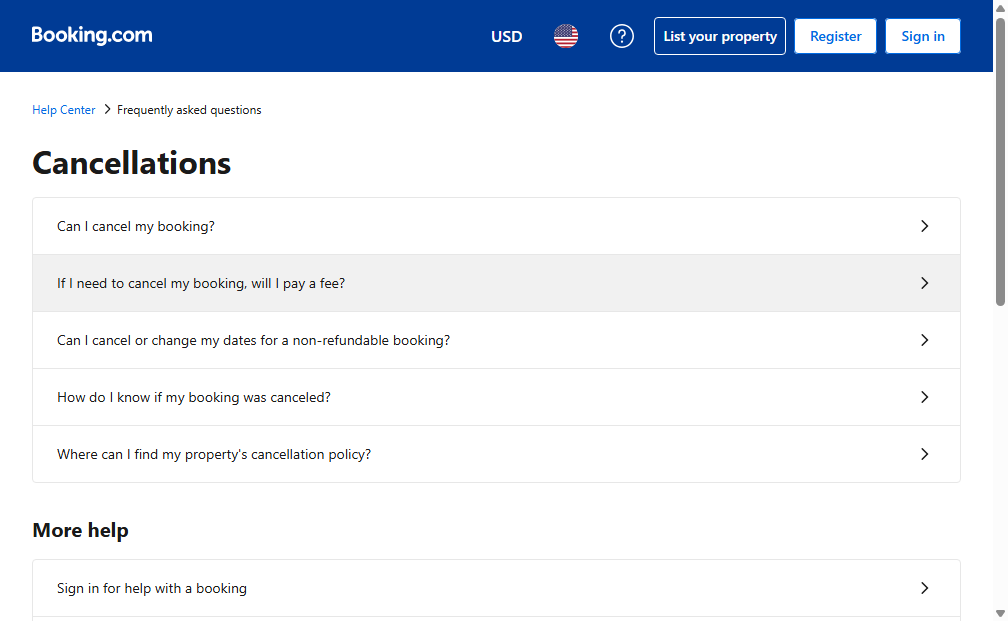 Booking.com
USD
List your property
Register
Sign in
Help Center
Frequently asked questions
Cancellations
Can I cancel my booking?
If I need to cancel my booking, will I pay a fee?
Can I cancel or change my dates for a non-refundable booking?
How do I know if my booking was canceled?
Where can I find my property's cancellation policy?
More help
Sign in for help with a booking